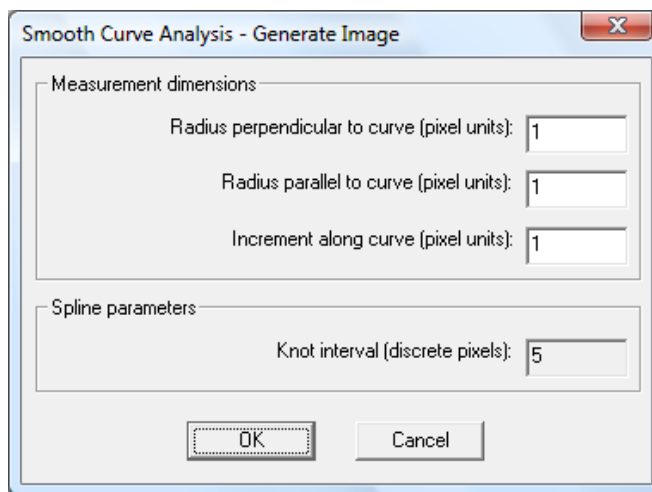 Smooth Curve Analysis - Generate Image
Measurement dimensions
Radius perpendicular to curve (pixel units): 1
Radius parallel to curve (pixel units): 1
Increment along curve (pixel units): 1
Spline parameters
Knot interval (discrete pixels): 5
OK Cancel